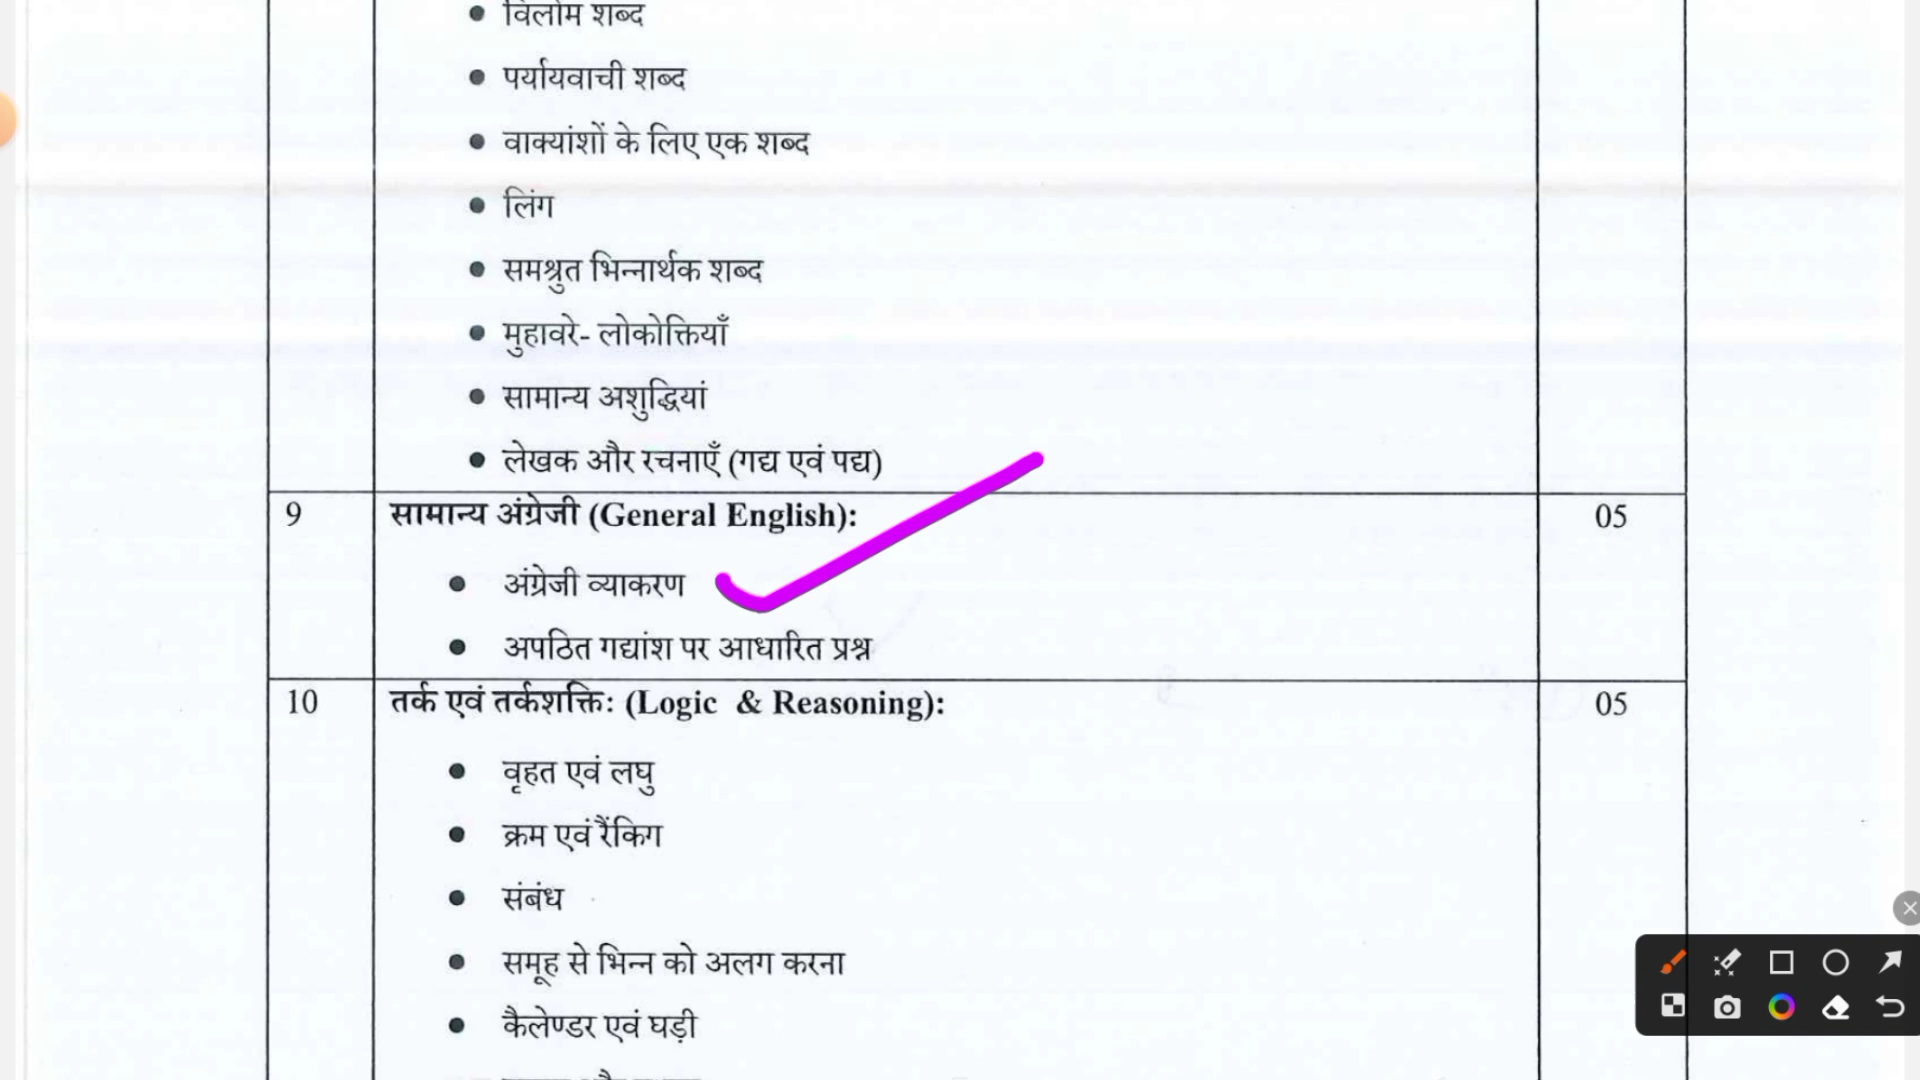 विलोम शब्द
पर्यायवाची शब्द
वाक्यांशों के लिए एक शब्द
लिंग
समश्रुत भिन्नार्थक शब्द
मुहावरे- लोकोक्तियाँ
सामान्य अशुद्धियां
लेखक और रचनाएँ (गद्य एवं पद्य)
9 सामान्य अंग्रेजी (General English): 05
अंग्रेजी व्याकरण
अपठित गद्यांश पर आधारित प्रश्न
10 तर्क एवं तर्कशक्ति: (Logic & Reasoning): 05
वृहत एवं लघु
क्रम एवं रैंकिग
संबंध
समूह से भिन्न को अलग करना
कैलेण्डर एवं घड़ी